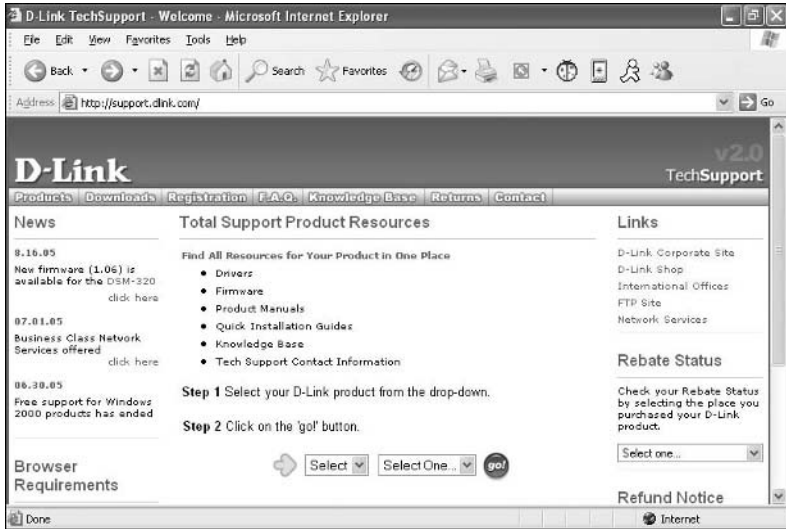 D-Link TechSupport - Welcome - Microsoft Internet Explorer
File Edit View Favorites Tools Help
Back Search Favorites
Address http://support.dlink.com/ Go
D-Link
v2.0
TechSupport
Products Downloads Registration F.A.Q. Knowledge Base Returns Contact
News
8.16.05
New firmware (1.06) is
available for the DSM-320
click here
07.01.05
Business Class Network
Services offered
click here
06.30.05
Free support for Windows
2000 products has ended
Browser
Requirements
Total Support Product Resources
Find All Resources for Your Product in One Place
• Drivers
• Firmware
• Product Manuals
• Quick Installation Guides
• Knowledge Base
• Tech Support Contact Information
Step 1 Select your D-Link product from the drop-down.
Step 2 Click on the 'go!' button.
Select Select One... go!
Links
D-Link Corporate Site
D-Link Shop
International Offices
FTP Site
Network Services
Rebate Status
Check your Rebate Status
by selecting the place you
purchased your D-Link
product.
Select one...
Refund Notice
Done Internet